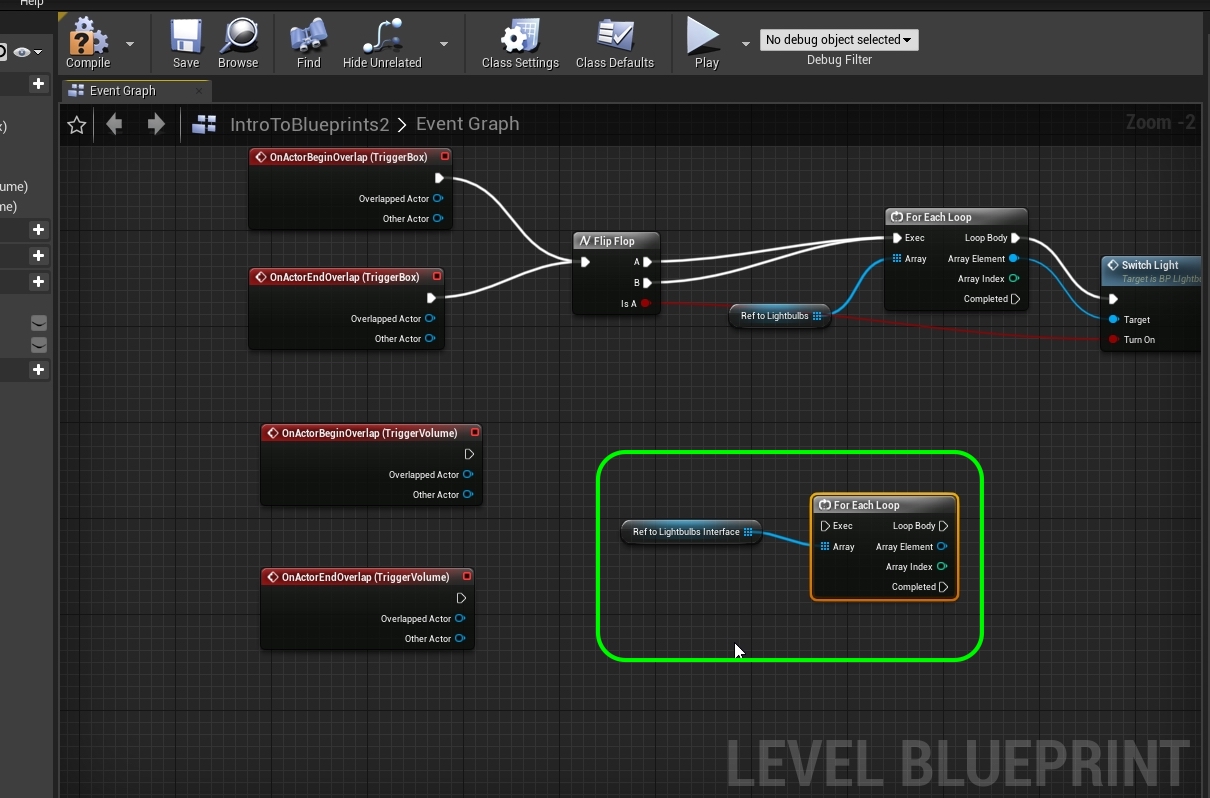 Help
Compile
Save
Browse
Find
Hide Unrelated
Class Settings
Class Defaults
Play
No debug object selected
Debug Filter
Event Graph
IntroToBlueprints2 > Event Graph
Zoom -2
ume)
me)
OnActorBeginOverlap (TriggerBox)
Overlapped Actor
Other Actor
OnActorEndOverlap (TriggerBox)
Overlapped Actor
Other Actor
Flip Flop
A
B
Is A
Ref to Lightbulbs
For Each Loop
Exec
Loop Body
Array
Array Element
Array Index
Completed
Switch Light
Target is BP Lightbu
Target
Turn On
OnActorBeginOverlap (TriggerVolume)
Overlapped Actor
Other Actor
OnActorEndOverlap (TriggerVolume)
Overlapped Actor
Other Actor
Ref to Lightbulbs Interface
For Each Loop
Exec
Loop Body
Array
Array Element
Array Index
Completed
LEVEL BLUEPRINT